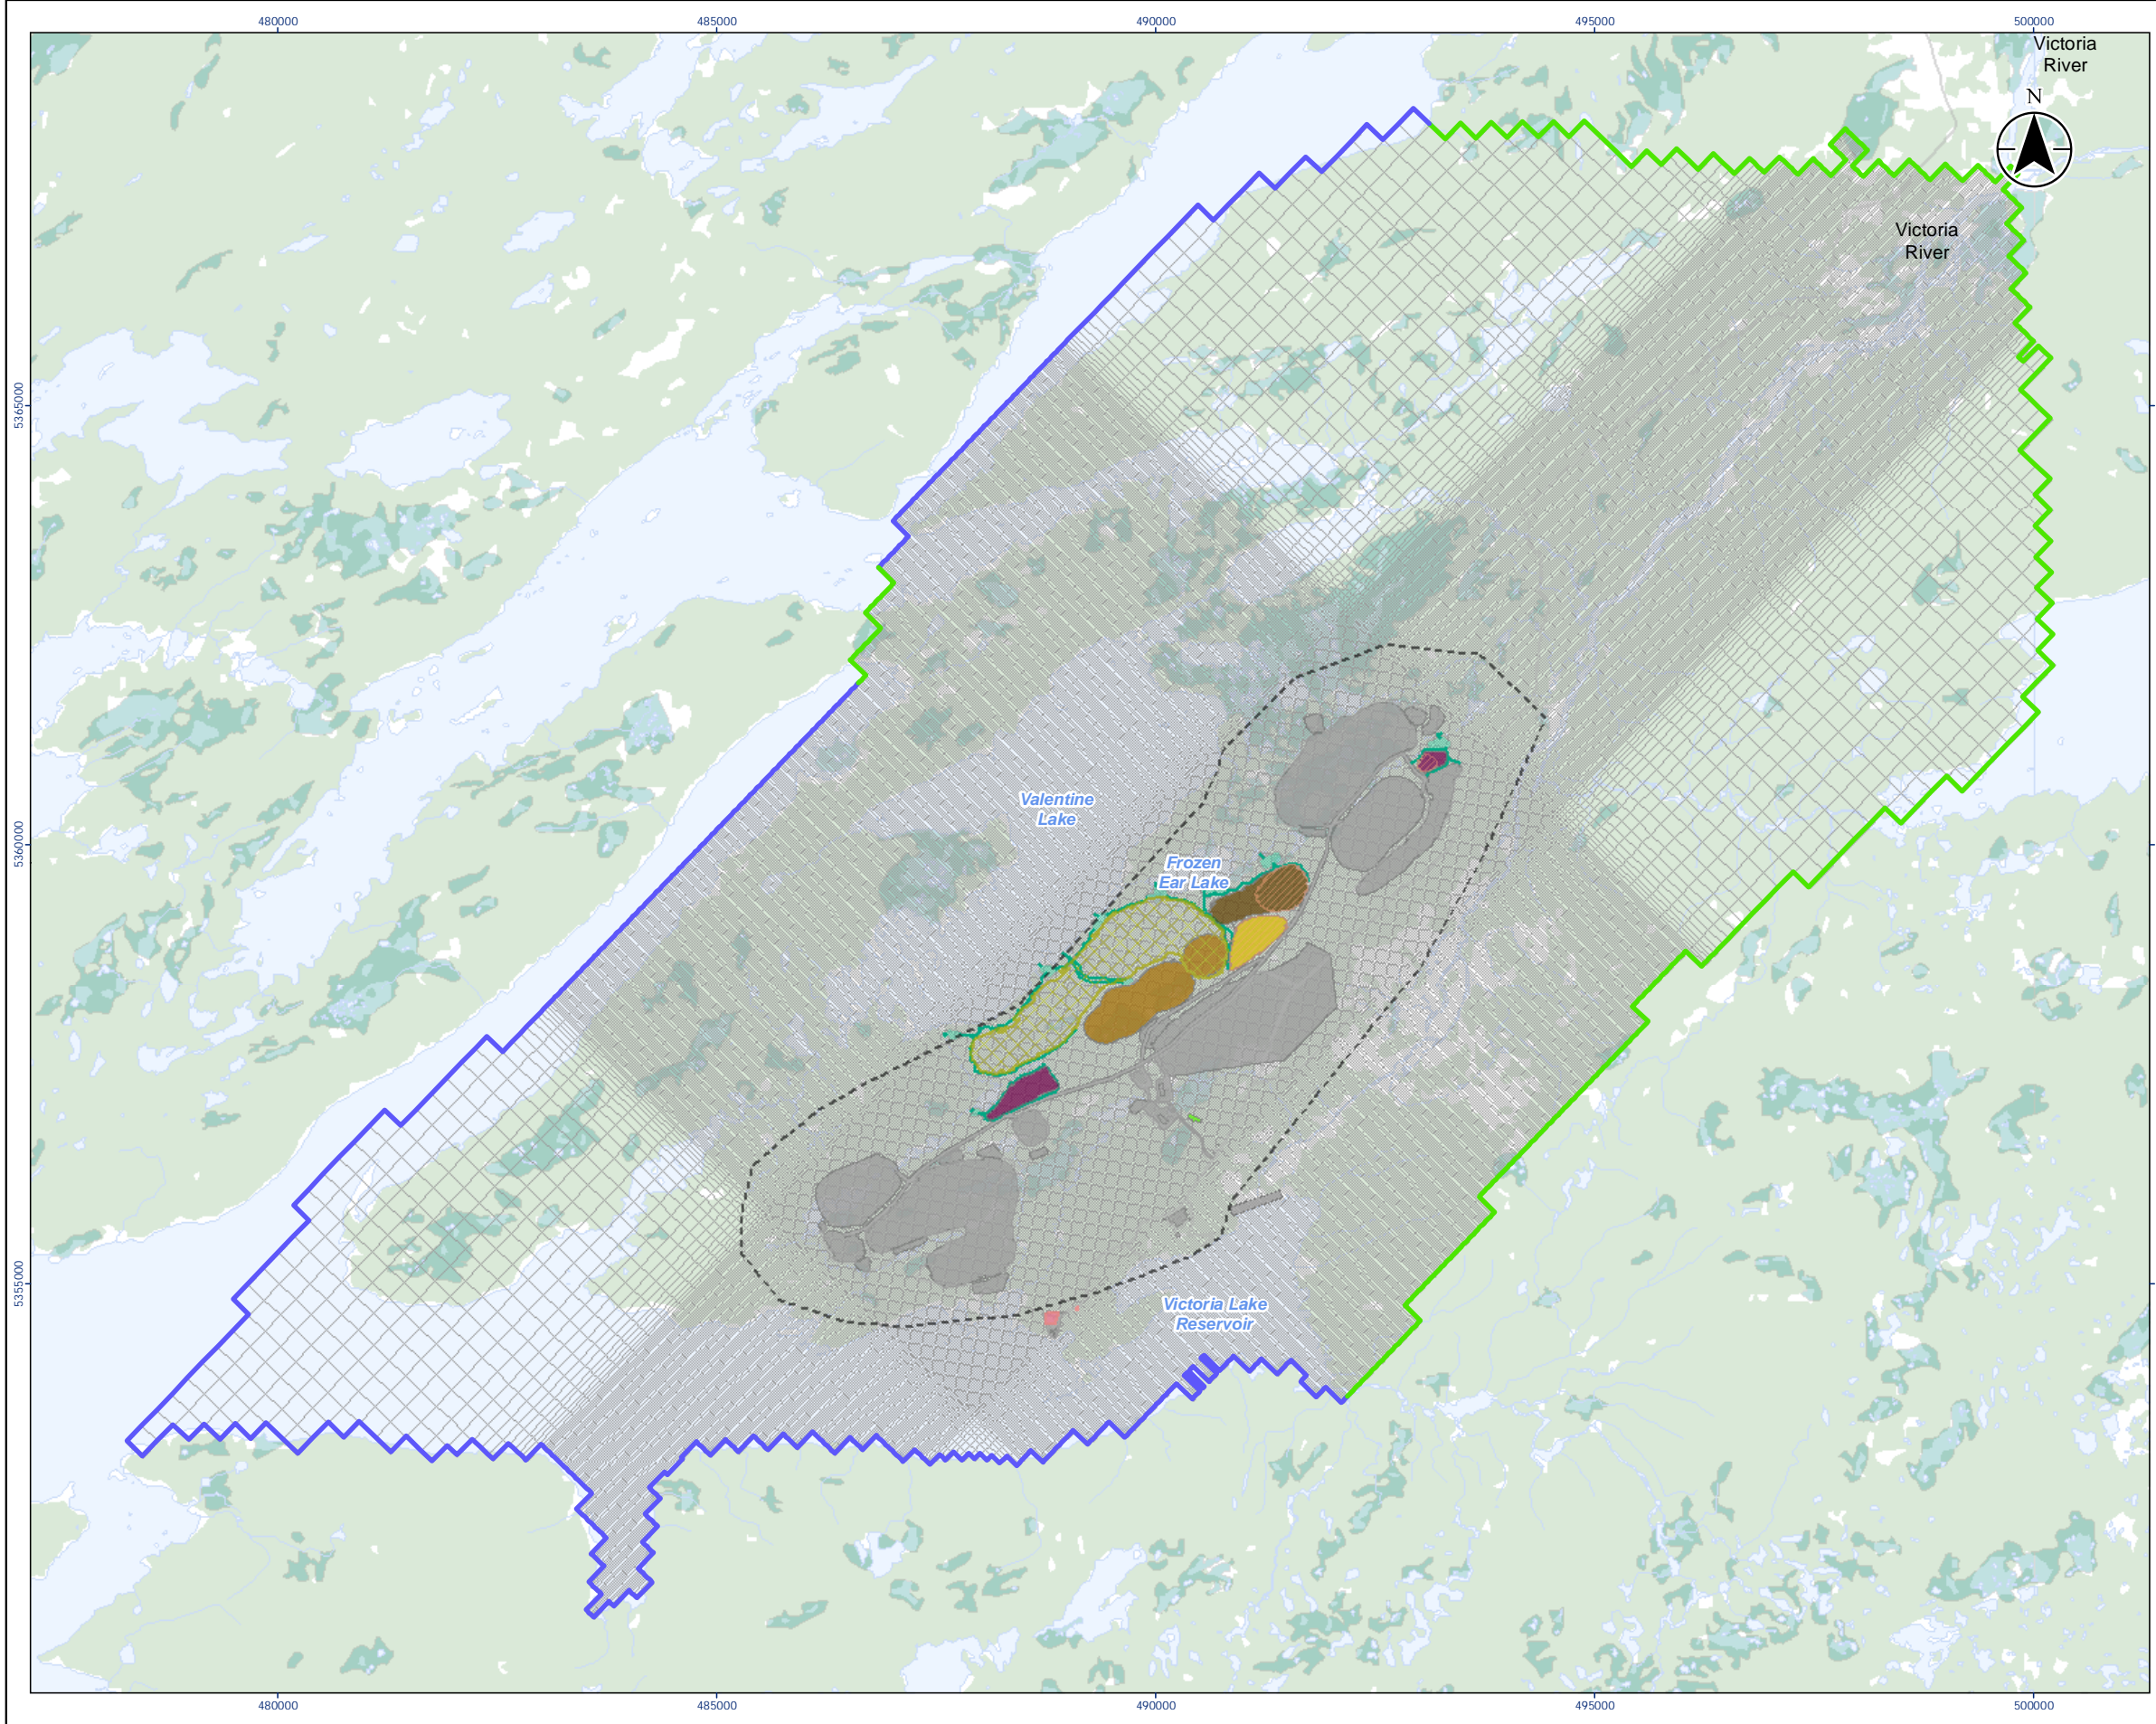 480000
485000
490000
495000
500000
Victoria
River
N
Victoria
River
5365000
Valentine
Lake
5360000
Frozen
Ear Lake
5355000
Victoria Lake
Reservoir
480000
485000
490000
495000
500000